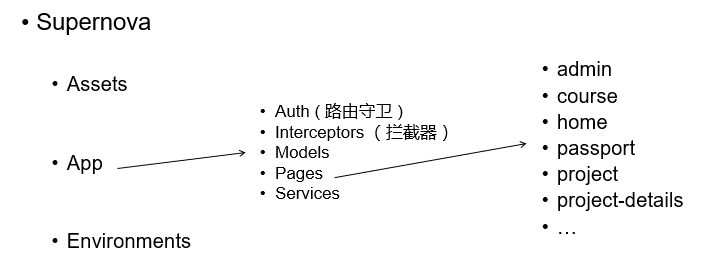 • Supernova
• Assets
• App
• Environments
• Auth ( 路由守卫 )
• Interceptors （ 拦截器 ）
• Models
• Pages
• Services
• admin
• course
• home
• passport
• project
• project-details
• …